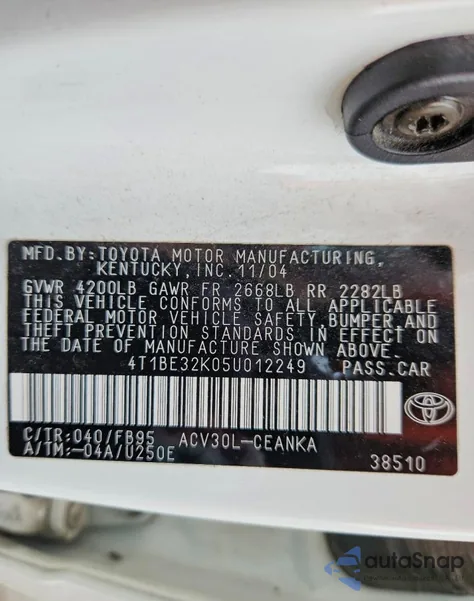 MFD.BY:TOYOTA MOTOR MANUFACTURING,
KENTUCKY, INC.11/04
GVWR 4200LB GAWR FR 2668LB RR 2282LB
THIS VEHICLE CONFORMS TO ALL APPLICABLE
FEDERAL MOTOR VEHICLE SAFETY, BUMPER, AND
THEFT PREVENTION STANDARDS IN EFFECT ON
THE DATE OF MANUFACTURE SHOWN ABOVE.
4T1BE32K05U012249 PASS.CAR
C/TR:040/FB95 ACV30L-CEANKA
A/TM:-04A/U250E
38510
autoSnap